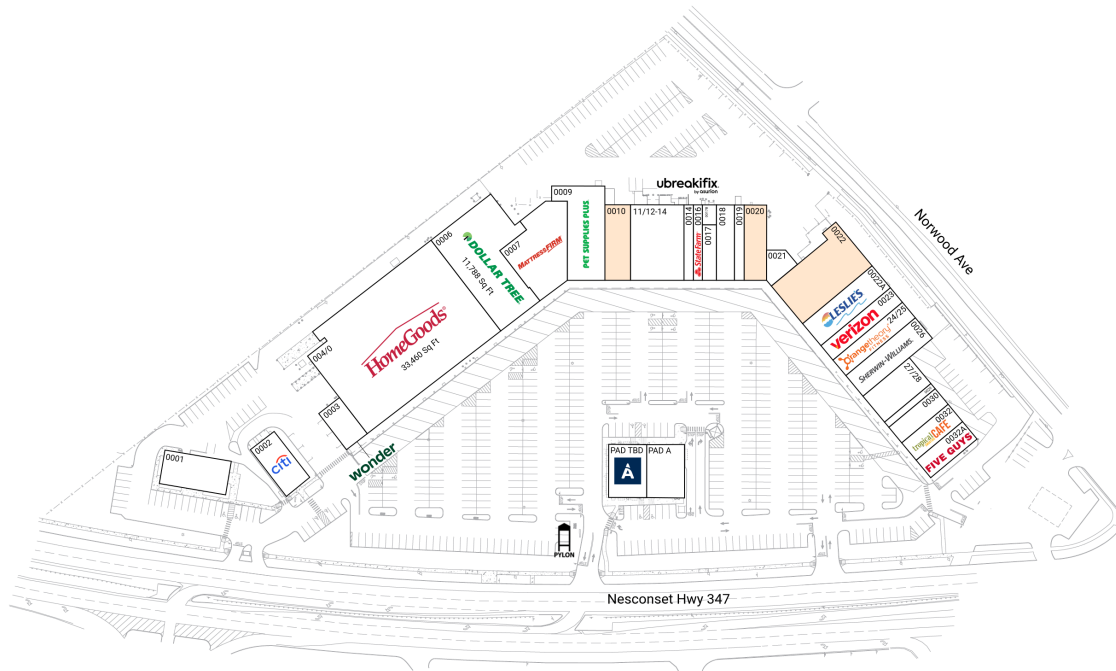 ubreakifix
by asurion
0009
0010
11/12-14
0014
0016
StateFarm
0017
0018
0019
0020
PET SUPPLIES PLUS
0006
DOLLAR TREE
11,788 Sq Ft
0007
MATTRESS FIRM
0021
0022
Norwood Ave
0022A
LESLIE'S
0023
verizon
24/25
Orangetheory
FITNESS
0026
SHERWIN-WILLIAMS.
27/28
0030
0032
tropical CAFÉ
0032A
FIVE GUYS
HomeGoods
33,460 Sq Ft
004/0
0003
wonder
0002
citi
0001
PAD TBD
A
PAD A
PYLON
Nesconset Hwy 347